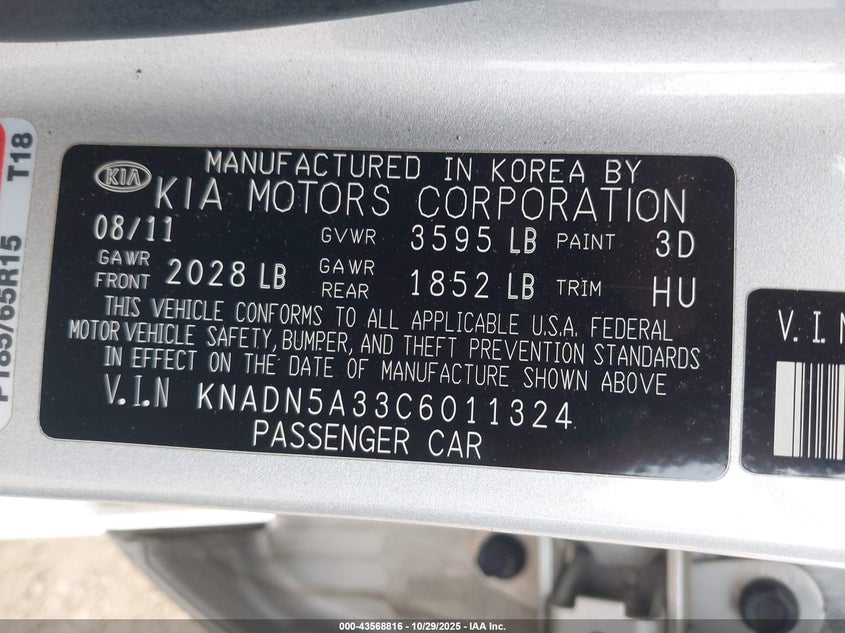 MANUFACTURED IN KOREA BY
KIA KIA MOTORS CORPORATION
08/11 GVWR 3595 LB PAINT 3D
GAWR FRONT 2028 LB GAWR REAR 1852 LB TRIM HU
THIS VEHICLE CONFORMS TO ALL APPLICABLE U.S.A. FEDERAL
MOTOR VEHICLE SAFETY, BUMPER, AND THEFT PREVENTION STANDARDS
IN EFFECT ON THE DATE OF MANUFACTURE SHOWN ABOVE
V.I.N KNADN5A33C6011324
PASSENGER CAR
P185/65R15 T18
V.I.N
000-43568816 - 10/29/2025 - IAA Inc.